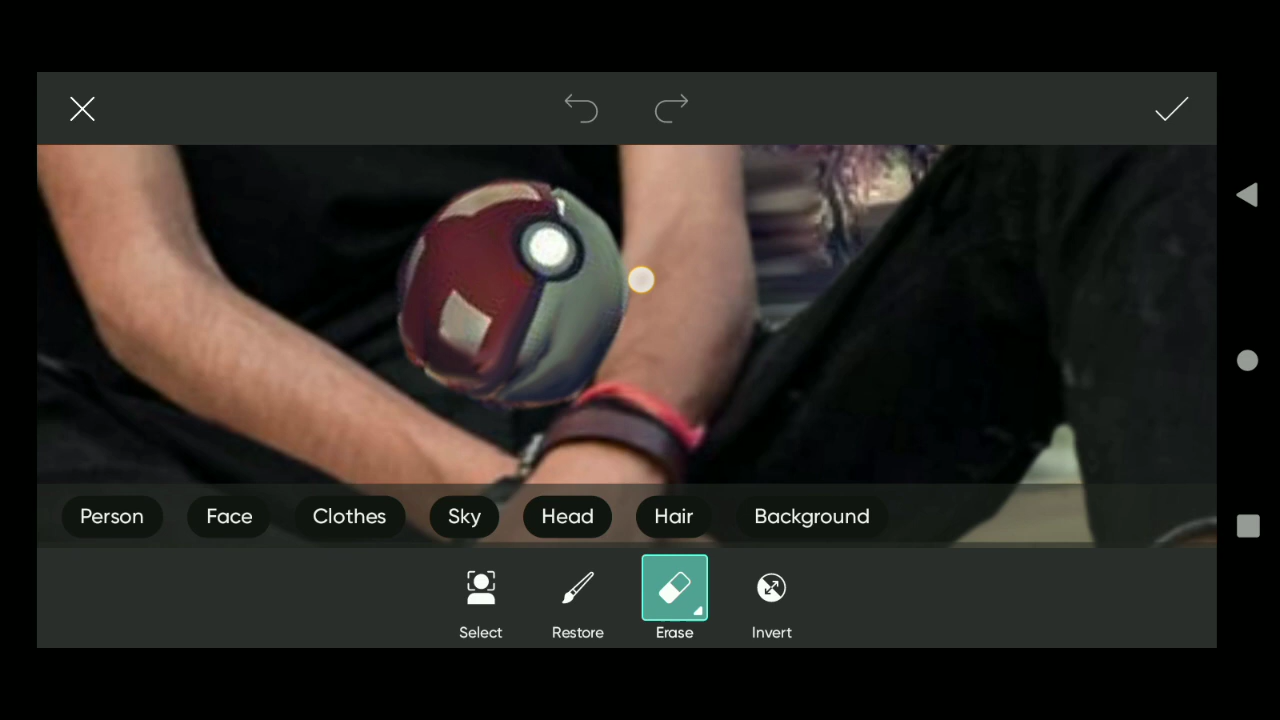 Person Face Clothes Sky Head Hair Background
Select Restore Erase Invert